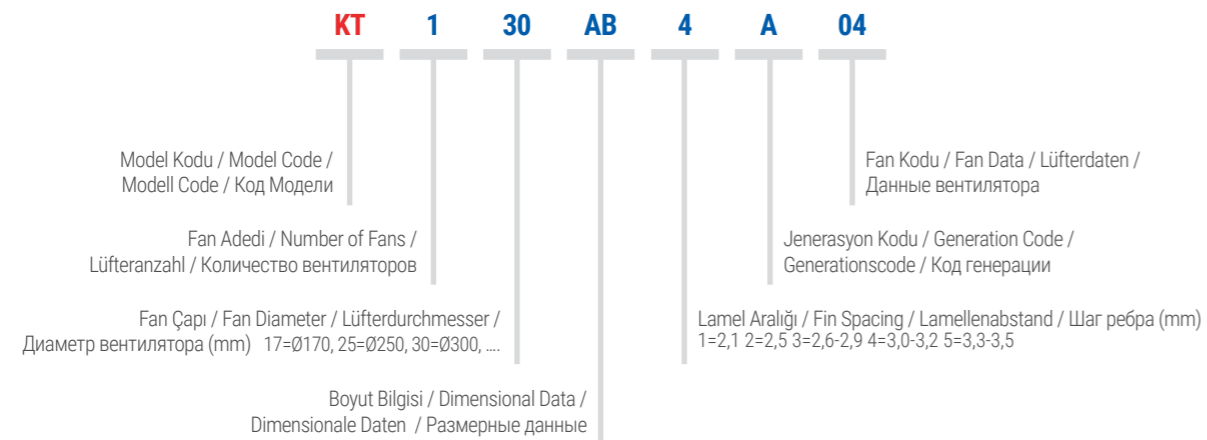 KT 1 30 AB 4 A 04
Model Kodu / Model Code /
Modell Code / Код Модели
Fan Kodu / Fan Data / Lüfterdaten /
Данные вентилятора
Fan Adedi / Number of Fans /
Lüfteranzahl / Количество вентиляторов
Jenerasyon Kodu / Generation Code /
Generationscode / Код генерации
Fan Çapı / Fan Diameter / Lüfterdurchmesser /
Диаметр вентилятора (mm) 17=Ø170, 25=Ø250, 30=Ø300, ....
Lamel Aralığı / Fin Spacing / Lamellenabstand / Шаг ребра (mm)
1=2,1 2=2,5 3=2,6-2,9 4=3,0-3,2 5=3,3-3,5
Boyut Bilgisi / Dimensional Data /
Dimensionale Daten / Размерные данные